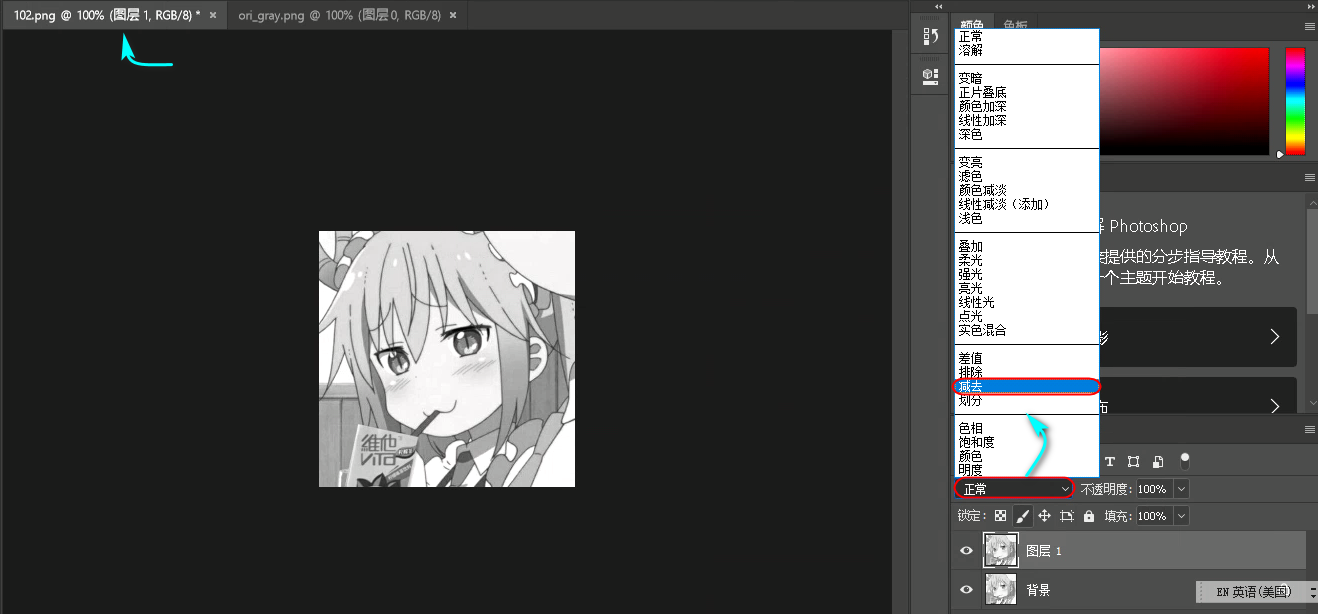 102.png @ 100% (图层 1, RGB/8) * ×
ori_gray.png @ 100% (图层 0, RGB/8) ×
颜色 色板
正常
溶解
变暗
正片叠底
颜色加深
线性加深
深色
变亮
滤色
颜色减淡
线性减淡（添加）
浅色
叠加
柔光
强光
亮光
线性光
点光
实色混合
差值
排除
减去
划分
色相
饱和度
颜色
明度
Photoshop
提供的分步指导教程。从
个主题开始教程。
正常 不透明度: 100%
锁定: 填充: 100%
图层 1
背景
EN 英语(美国)
維他
VITA